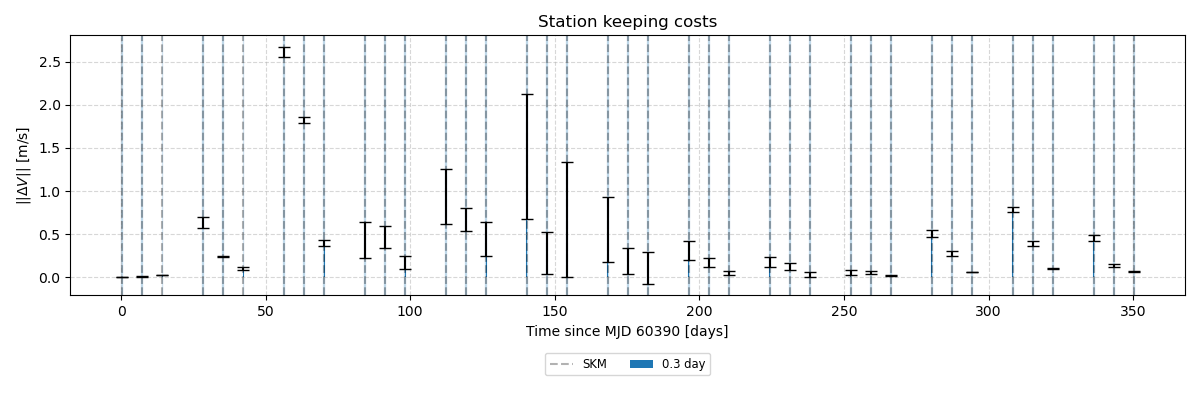 Station keeping costs
||ΔV|| [m/s]
2.5
2.0
1.5
1.0
0.5
0.0
0 50 100 150 200 250 300 350
Time since MJD 60390 [days]
SKM 0.3 day